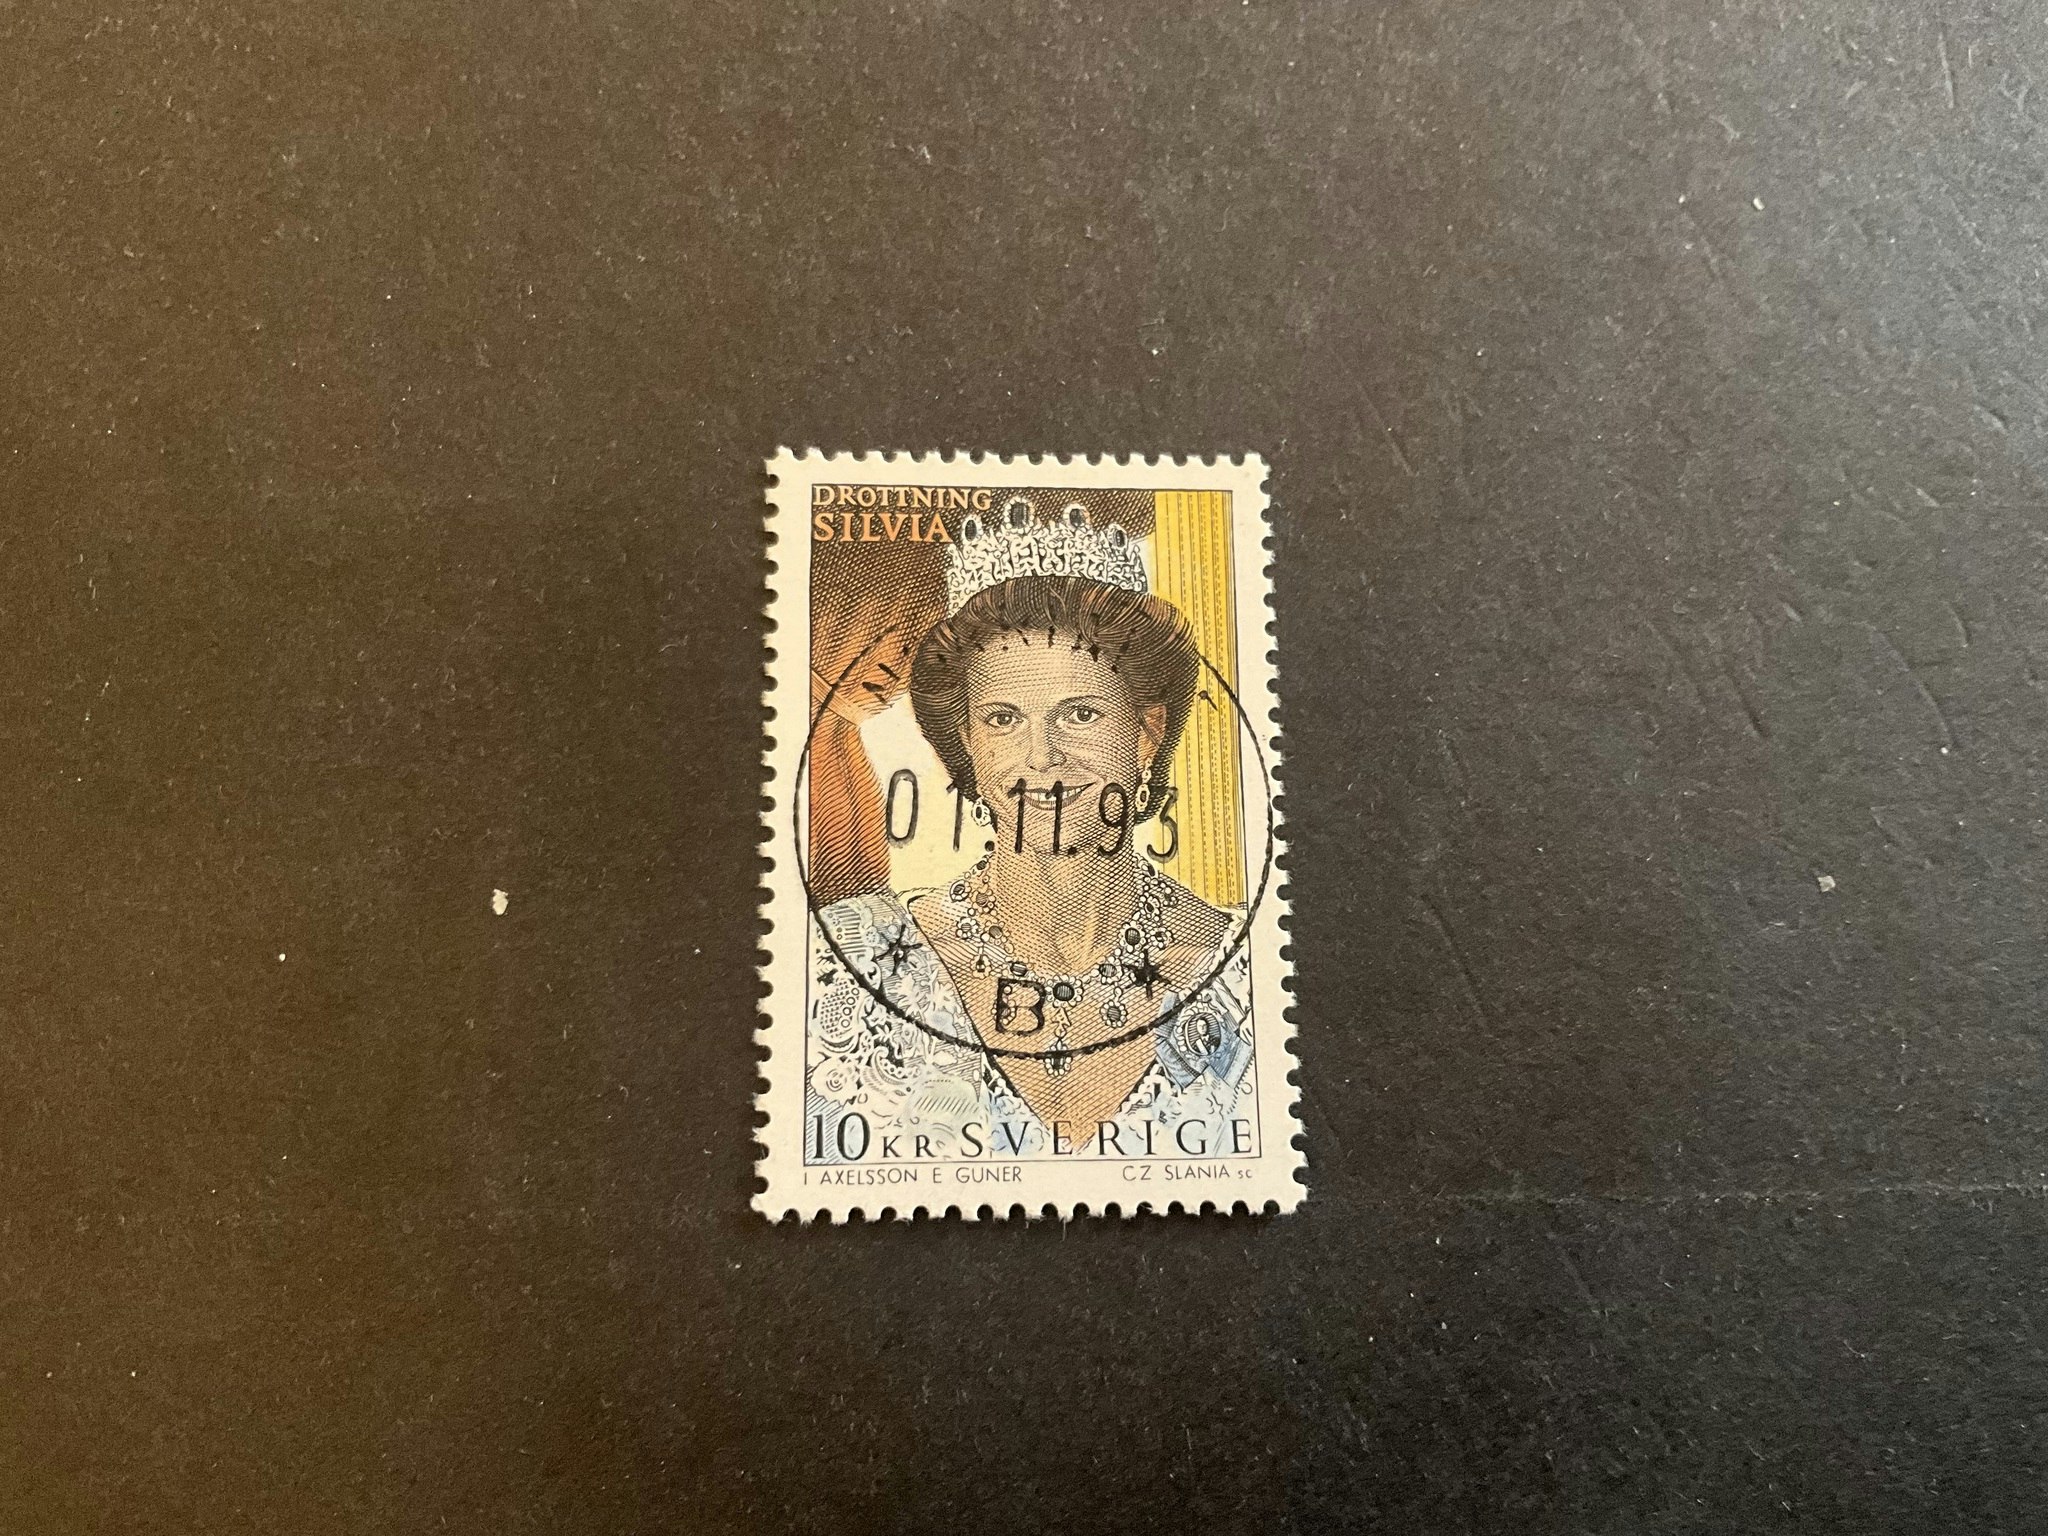 DROTTNING
SILVIA
01.11.93
B
10 KR SVERIGE
I AXELSSON E GUNER CZ SLANIA sc